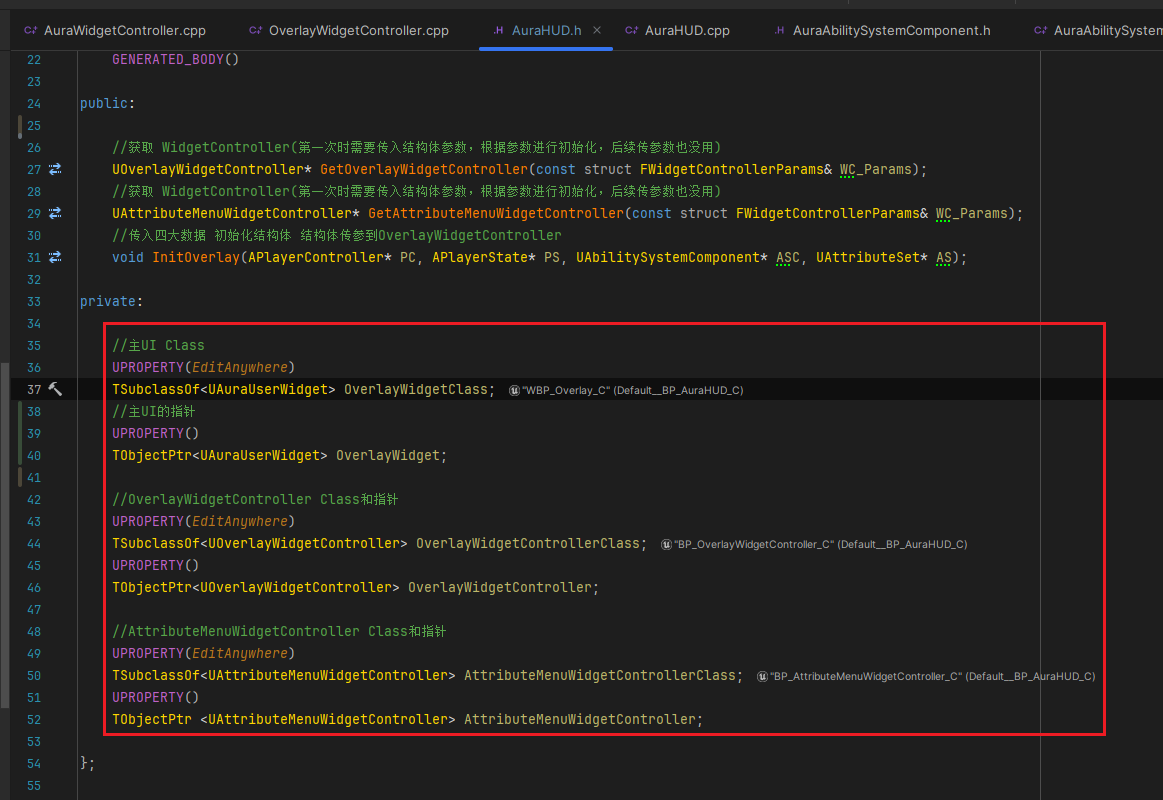 AuraWidgetController.cpp OverlayWidgetController.cpp .H AuraHUD.h AuraHUD.cpp .H AuraAbilitySystemComponent.h AuraAbilitySystem
22 GENERATED_BODY()
23
24 public:
25
26 //获取 WidgetController(第一次时需要传入结构体参数，根据参数进行初始化，后续传参数也没用)
27 UOverlayWidgetController* GetOverlayWidgetController(const struct FWidgetControllerParams& WC_Params);
28 //获取 WidgetController(第一次时需要传入结构体参数，根据参数进行初始化，后续传参数也没用)
29 UAttributeMenuWidgetController* GetAttributeMenuWidgetController(const struct FWidgetControllerParams& WC_Params);
30 //传入四大数据 初始化结构体 结构体传参到OverlayWidgetController
31 void InitOverlay(APlayerController* PC, APlayerState* PS, UAbilitySystemComponent* ASC, UAttributeSet* AS);
32
33 private:
34
35 //主UI Class
36 UPROPERTY(EditAnywhere)
37 TSubclassOf<UAuraUserWidget> OverlayWidgetClass; "WBP_Overlay_C" (Default__BP_AuraHUD_C)
38 //主UI的指针
39 UPROPERTY()
40 TObjectPtr<UAuraUserWidget> OverlayWidget;
41
42 //OverlayWidgetController Class和指针
43 UPROPERTY(EditAnywhere)
44 TSubclassOf<UOverlayWidgetController> OverlayWidgetControllerClass; "BP_OverlayWidgetController_C" (Default__BP_AuraHUD_C)
45 UPROPERTY()
46 TObjectPtr<UOverlayWidgetController> OverlayWidgetController;
47
48 //AttributeMenuWidgetController Class和指针
49 UPROPERTY(EditAnywhere)
50 TSubclassOf<UAttributeMenuWidgetController> AttributeMenuWidgetControllerClass; "BP_AttributeMenuWidgetController_C" (Default__BP_AuraHUD_C)
51 UPROPERTY()
52 TObjectPtr <UAttributeMenuWidgetController> AttributeMenuWidgetController;
53
54 };
55